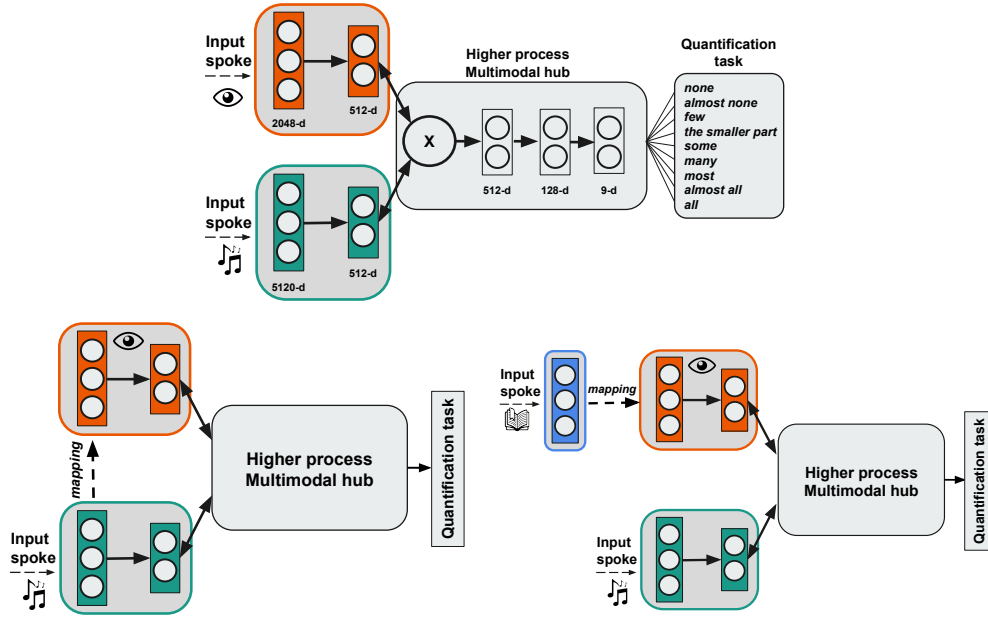 Input
spoke
2048-d
512-d
Higher process
Multimodal hub
X
512-d
128-d
9-d
Quantification
task
none
almost none
few
the smaller part
some
many
most
almost all
all
Input
spoke
5120-d
512-d
mapping
Input
spoke
Higher process
Multimodal hub
Quantification task
Input
spoke
mapping
Higher process
Multimodal hub
Quantification task
Input
spoke